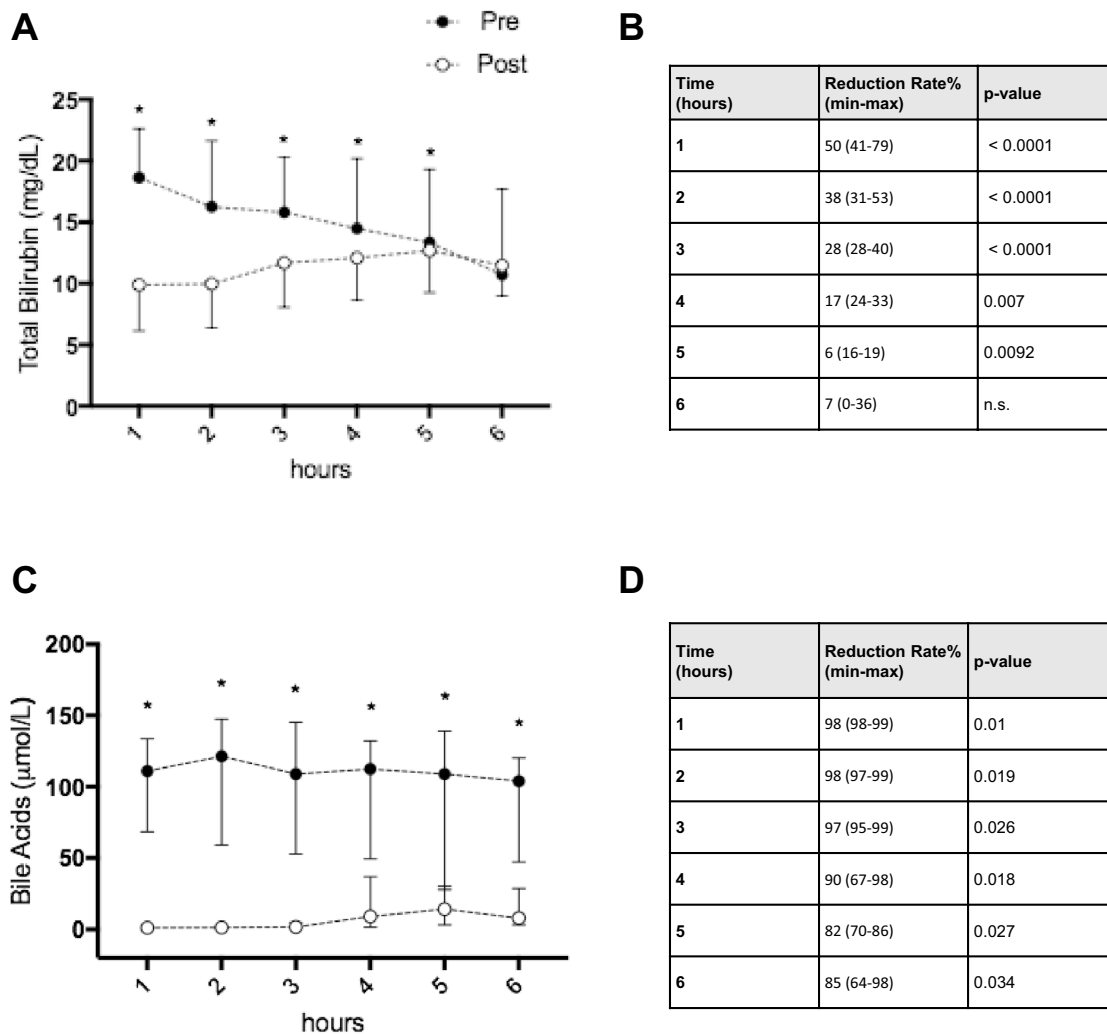 A
Pre
Post
Total Bilirubin (mg/dL)
25
20
15
10
5
0
* * * * *
1 2 3 4 5 6
hours
B
Time (hours) Reduction Rate% (min-max) p-value
1 50 (41-79) < 0.0001
2 38 (31-53) < 0.0001
3 28 (28-40) < 0.0001
4 17 (24-33) 0.007
5 6 (16-19) 0.0092
6 7 (0-36) n.s.
C
Bile Acids (µmol/L)
200
150
100
50
0
* * * * * *
1 2 3 4 5 6
hours
D
Time (hours) Reduction Rate% (min-max) p-value
1 98 (98-99) 0.01
2 98 (97-99) 0.019
3 97 (95-99) 0.026
4 90 (67-98) 0.018
5 82 (70-86) 0.027
6 85 (64-98) 0.034